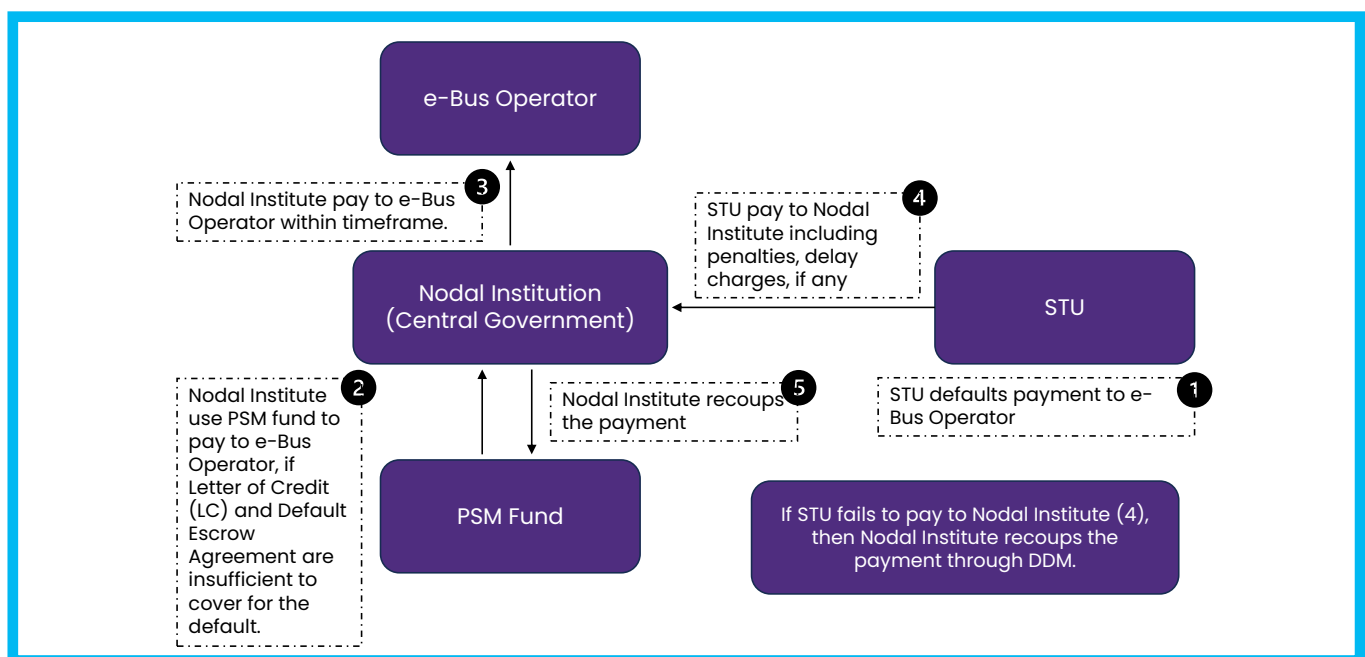 e-Bus Operator
3
Nodal Institute pay to e-Bus
Operator within timeframe.
4
STU pay to Nodal
Institute including
penalties, delay
charges, if any
Nodal Institution
(Central Government)
STU
2
Nodal Institute
use PSM fund to
pay to e-Bus
Operator, if
Letter of Credit
(LC) and Default
Escrow
Agreement are
insufficient to
cover for the
default.
5
Nodal Institute recoups
the payment
1
STU defaults payment to e-
Bus Operator
PSM Fund
If STU fails to pay to Nodal Institute (4),
then Nodal Institute recoups the
payment through DDM.